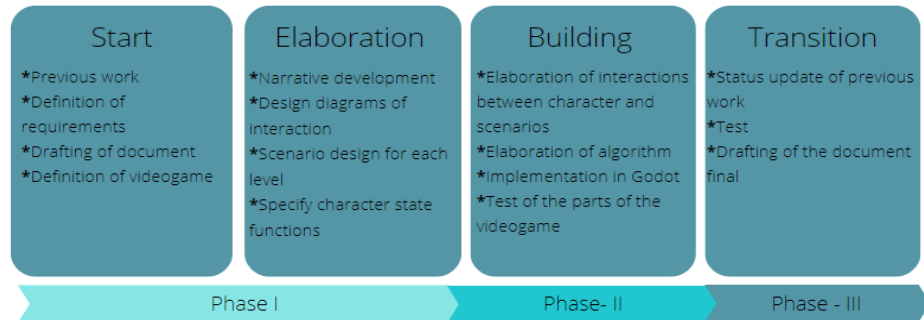 Start
*Previous work
*Definition of
requirements
*Drafting of document
*Definition of videogame
Elaboration
*Narrative development
*Design diagrams of
interaction
*Scenario design for each
level
*Specify character state
functions
Building
*Elaboration of interactions
between character and
scenarios
*Elaboration of algorithm
*Implementation in Godot
*Test of the parts of the
videogame
Transition
*Status update of previous
work
*Test
*Drafting of the document
final
Phase I
Phase- II
Phase - III